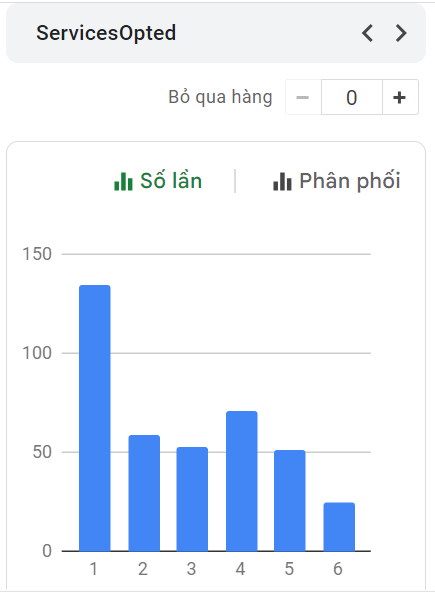 ServicesOpted
Bỏ qua hàng − 0 +
Số lần | Phân phối
150
100
50
0
1 2 3 4 5 6